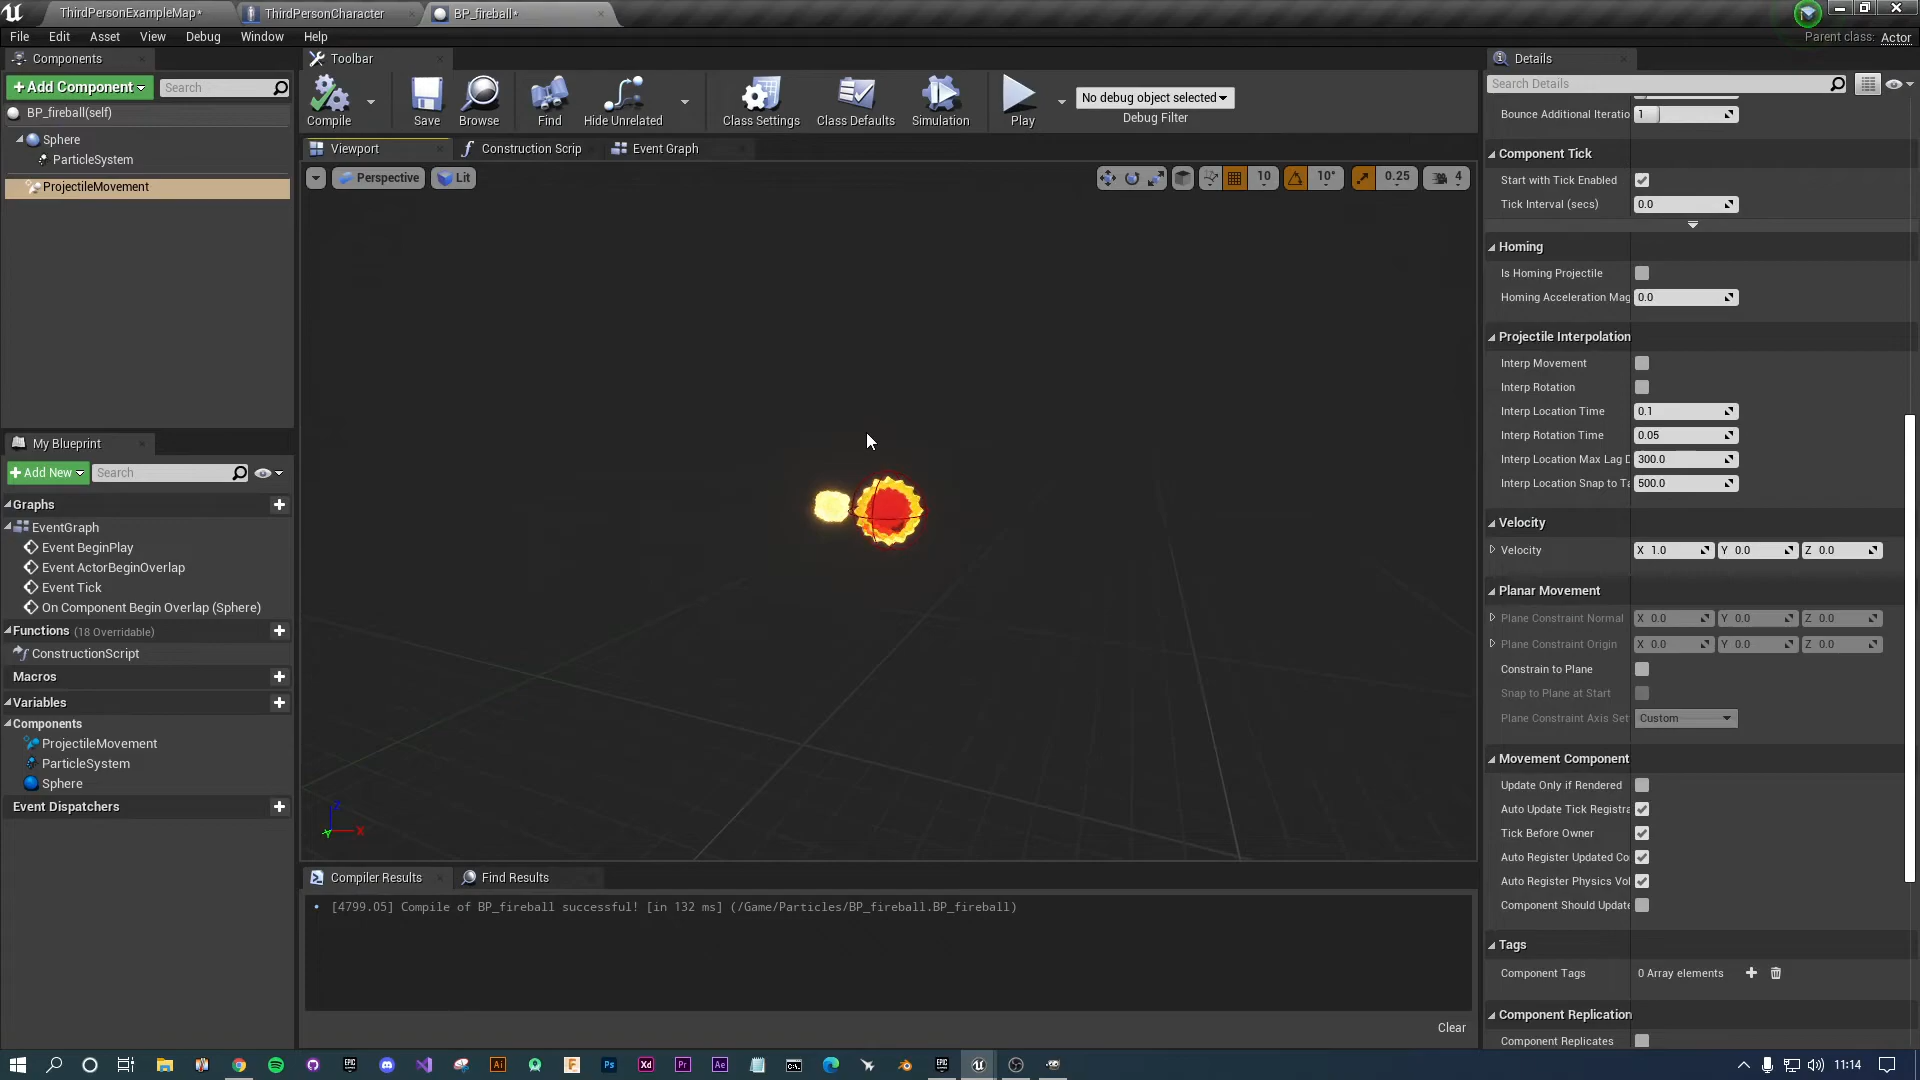 ThirdPersonExampleMap*
ThirdPersonCharacter
BP_fireball*
File Edit Asset View Debug Window Help
Parent class: Actor
Components
+Add Component
Search
BP_fireball(self)
Sphere
ParticleSystem
ProjectileMovement
Toolbar
Compile
Save
Browse
Find
Hide Unrelated
Class Settings
Class Defaults
Simulation
Play
No debug object selected
Debug Filter
Viewport
Construction Scrip
Event Graph
Perspective
Lit
10
10°
0.25
4
X
My Blueprint
+Add New
Search
Graphs
EventGraph
Event BeginPlay
Event ActorBeginOverlap
Event Tick
On Component Begin Overlap (Sphere)
Functions (18 Overridable)
ConstructionScript
Macros
Variables
Components
ProjectileMovement
ParticleSystem
Sphere
Event Dispatchers
Compiler Results
Find Results
[4799.05] Compile of BP_fireball successful! [in 132 ms] (/Game/Particles/BP_fireball.BP_fireball)
Clear
Details
Search Details
Bounce Additional Iteratio 1
Component Tick
Start with Tick Enabled
Tick Interval (secs) 0.0
Homing
Is Homing Projectile
Homing Acceleration Mag 0.0
Projectile Interpolation
Interp Movement
Interp Rotation
Interp Location Time 0.1
Interp Rotation Time 0.05
Interp Location Max Lag D 300.0
Interp Location Snap to Ta 500.0
Velocity
Velocity X 1.0 Y 0.0 Z 0.0
Planar Movement
Plane Constraint Normal X 0.0 Y 0.0 Z 0.0
Plane Constraint Origin X 0.0 Y 0.0 Z 0.0
Constrain to Plane
Snap to Plane at Start
Plane Constraint Axis Set Custom
Movement Component
Update Only if Rendered
Auto Update Tick Registra
Tick Before Owner
Auto Register Updated Co
Auto Register Physics Vol
Component Should Update
Tags
Component Tags 0 Array elements
Component Replication
Component Replicates
EPIC
Ai
Ps
Xd
Pr
Ae
EPIC
11:14